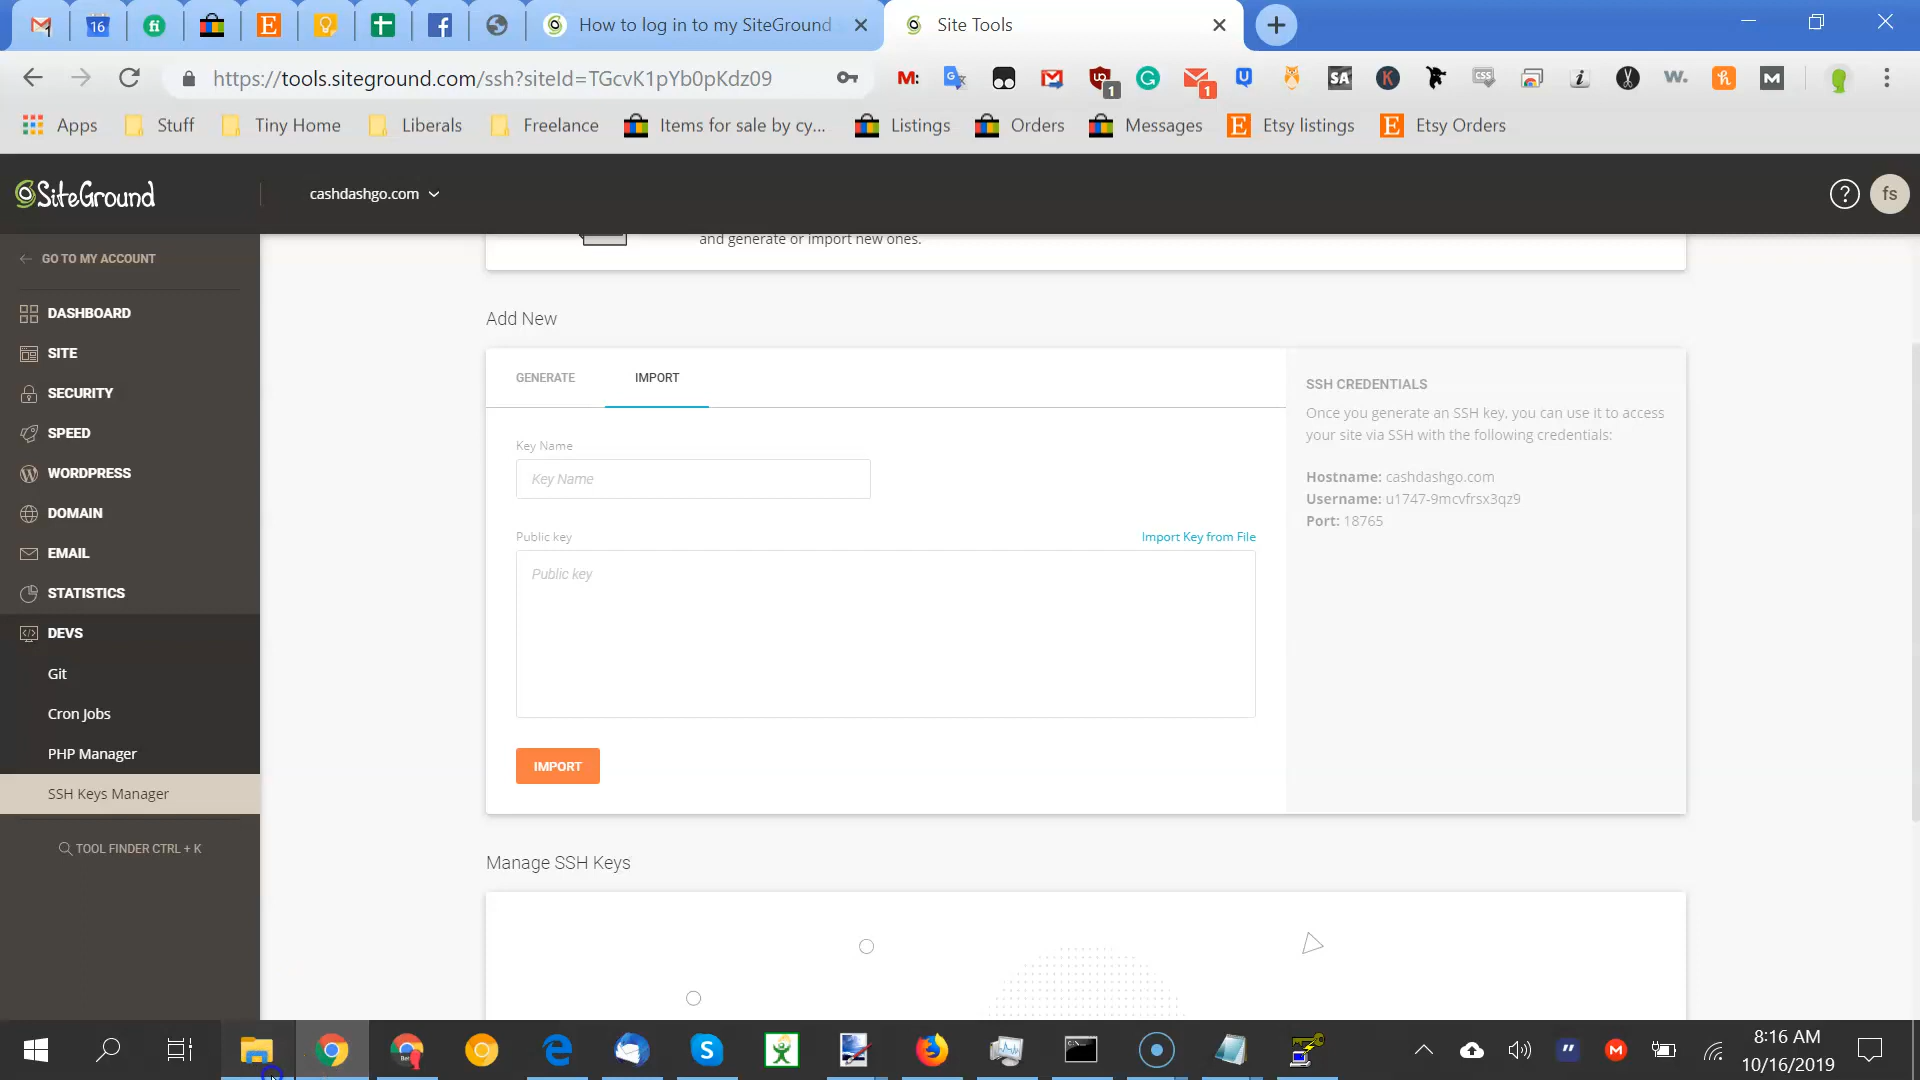 16
fi
How to log in to my SiteGround
Site Tools
https://tools.siteground.com/ssh?siteId=TGcvK1pYb0pKdz09
M:
1
1
U
SA
K
CSS
i
w.
h
M
Apps
Stuff
Tiny Home
Liberals
Freelance
Items for sale by cy...
Listings
Orders
Messages
E
Etsy listings
E
Etsy Orders
SiteGround
cashdashgo.com
?
fs
and generate or import new ones.
GO TO MY ACCOUNT
DASHBOARD
SITE
SECURITY
SPEED
WORDPRESS
DOMAIN
EMAIL
STATISTICS
DEVS
Git
Cron Jobs
PHP Manager
SSH Keys Manager
TOOL FINDER CTRL + K
Add New
GENERATE
IMPORT
Key Name
Key Name
Public key
Import Key from File
Public key
IMPORT
SSH CREDENTIALS
Once you generate an SSH key, you can use it to access
your site via SSH with the following credentials:
Hostname: cashdashgo.com
Username: u1747-9mcvfrsx3qz9
Port: 18765
Manage SSH Keys
8:16 AM
10/16/2019